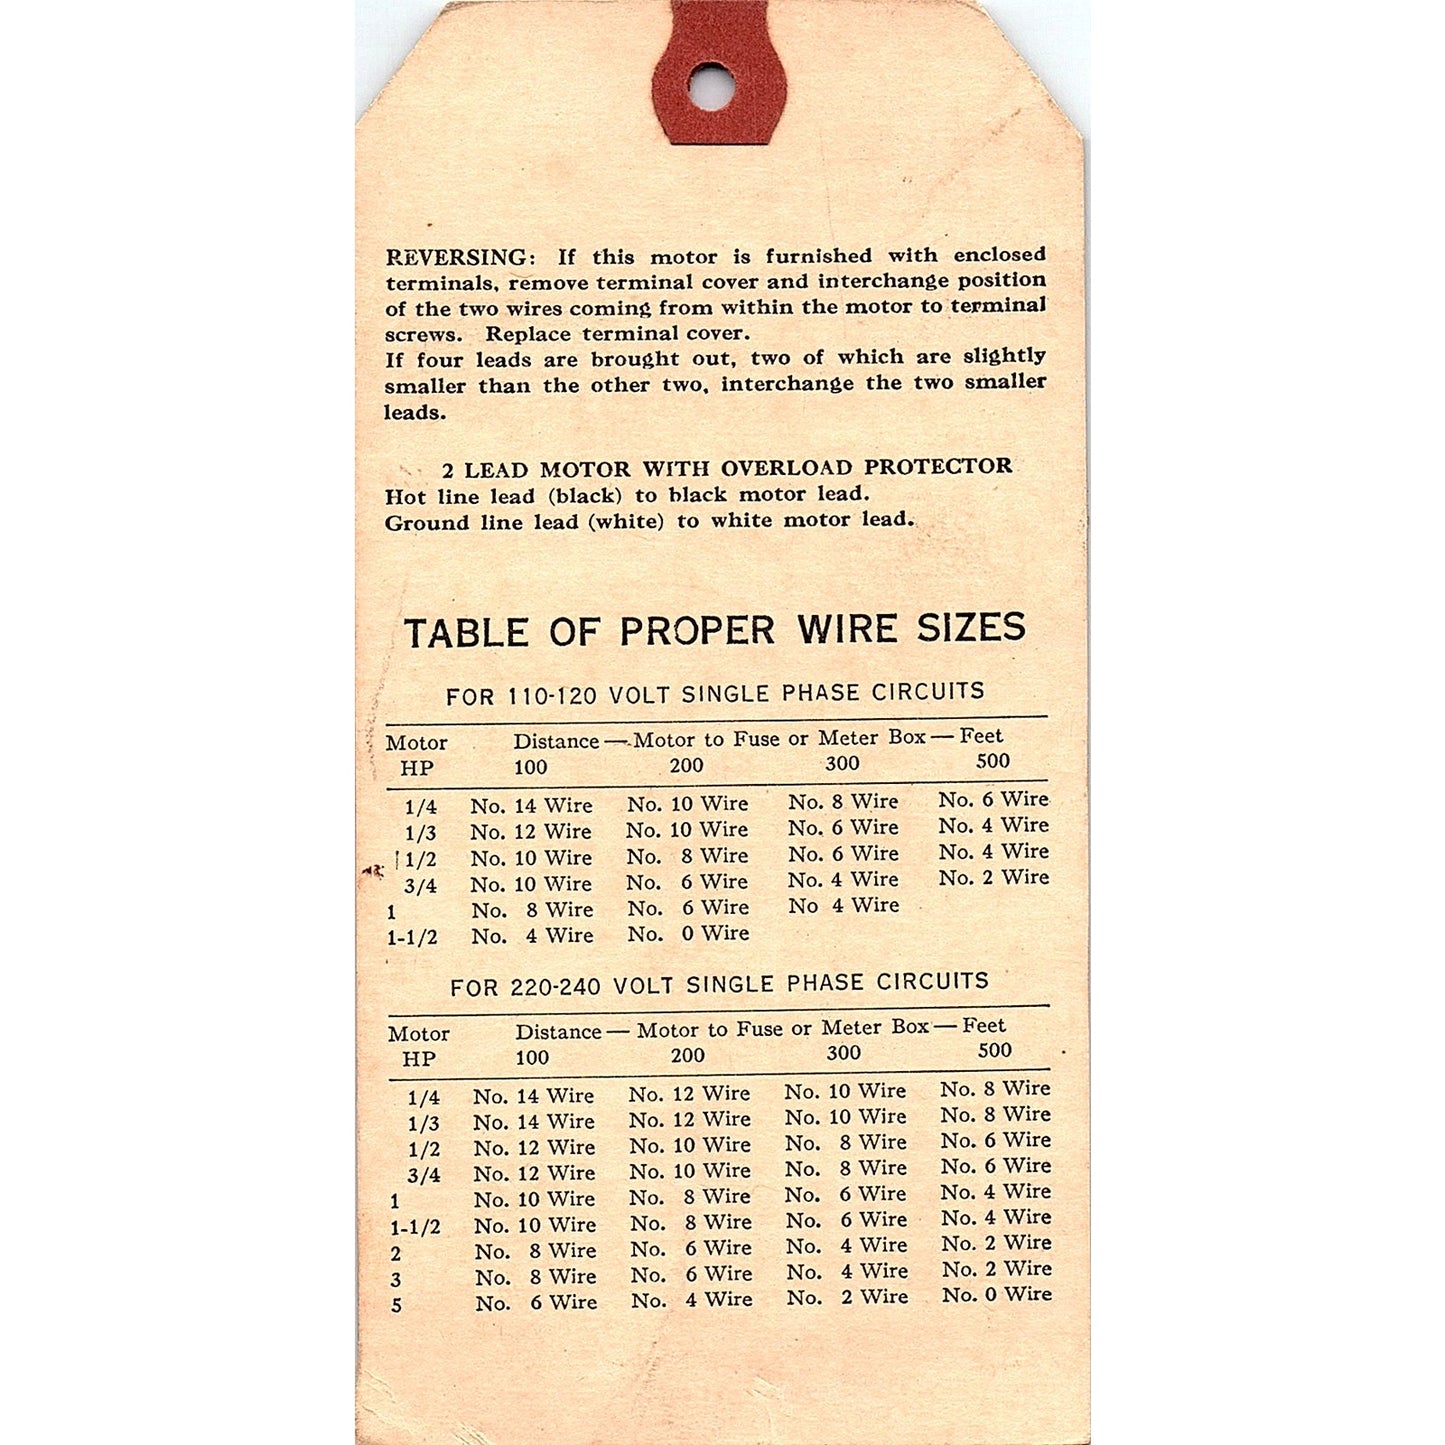 REVERSING: If this motor is furnished with enclosed
terminals, remove terminal cover and interchange position
of the two wires coming from within the motor to terminal
screws. Replace terminal cover.
If four leads are brought out, two of which are slightly
smaller than the other two, interchange the two smaller
leads.
2 LEAD MOTOR WITH OVERLOAD PROTECTOR
Hot line lead (black) to black motor lead.
Ground line lead (white) to white motor lead.
TABLE OF PROPER WIRE SIZES
FOR 110-120 VOLT SINGLE PHASE CIRCUITS
Motor Distance — Motor to Fuse or Meter Box — Feet
HP 100 200 300 500
1/4 No. 14 Wire No. 10 Wire No. 8 Wire No. 6 Wire
1/3 No. 12 Wire No. 10 Wire No. 6 Wire No. 4 Wire
1/2 No. 10 Wire No. 8 Wire No. 6 Wire No. 4 Wire
3/4 No. 10 Wire No. 6 Wire No. 4 Wire No. 2 Wire
1 No. 8 Wire No. 6 Wire No 4 Wire
1-1/2 No. 4 Wire No. 0 Wire
FOR 220-240 VOLT SINGLE PHASE CIRCUITS
Motor Distance — Motor to Fuse or Meter Box — Feet
HP 100 200 300 500
1/4 No. 14 Wire No. 12 Wire No. 10 Wire No. 8 Wire
1/3 No. 14 Wire No. 12 Wire No. 10 Wire No. 8 Wire
1/2 No. 12 Wire No. 10 Wire No. 8 Wire No. 6 Wire
3/4 No. 12 Wire No. 10 Wire No. 8 Wire No. 6 Wire
1 No. 10 Wire No. 8 Wire No. 6 Wire No. 4 Wire
1-1/2 No. 10 Wire No. 8 Wire No. 6 Wire No. 4 Wire
2 No. 8 Wire No. 6 Wire No. 4 Wire No. 2 Wire
3 No. 8 Wire No. 6 Wire No. 4 Wire No. 2 Wire
5 No. 6 Wire No. 4 Wire No. 2 Wire No. 0 Wire